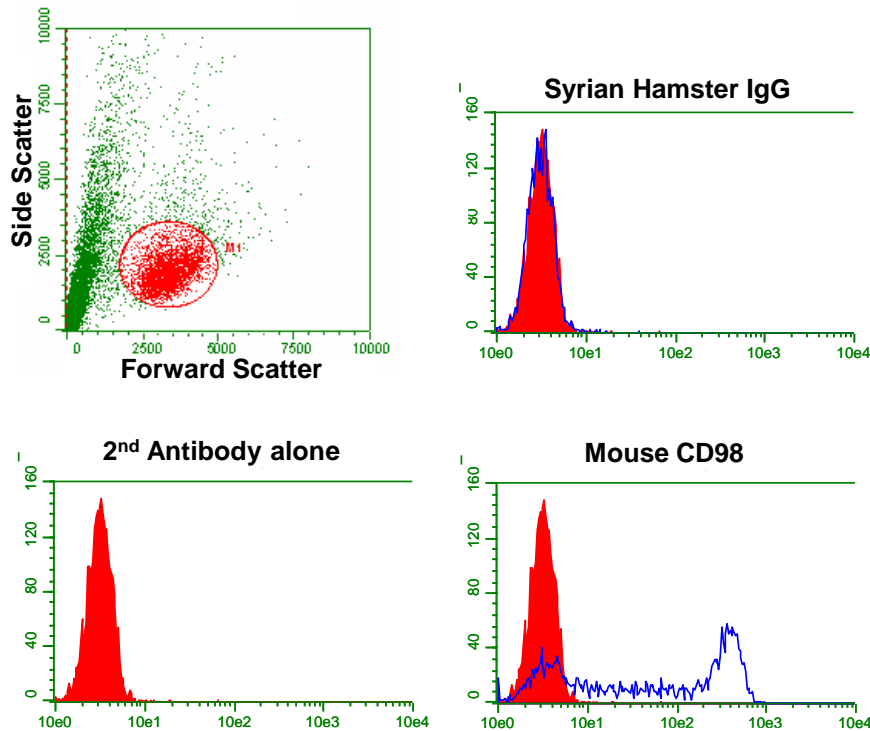 Side Scatter
10000
7500
5000
2500
0
M1
0 2500 5000 7500 10000
Forward Scatter
Syrian Hamster IgG
160
120
80
40
0
10e0 10e1 10e2 10e3 10e4
2nd Antibody alone
160
120
80
40
0
10e0 10e1 10e2 10e3 10e4
Mouse CD98
160
120
80
40
0
10e0 10e1 10e2 10e3 10e4